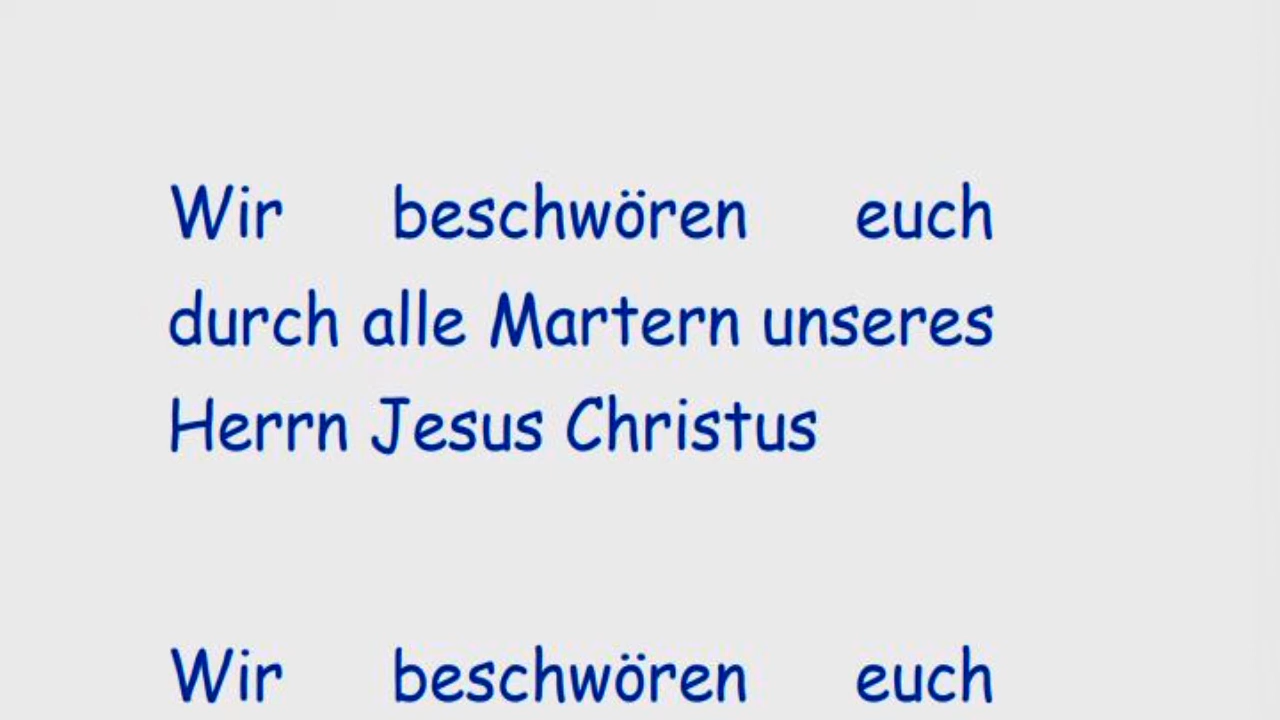 Wir beschwören euch
durch alle Martern unseres
Herrn Jesus Christus
Wir beschwören euch